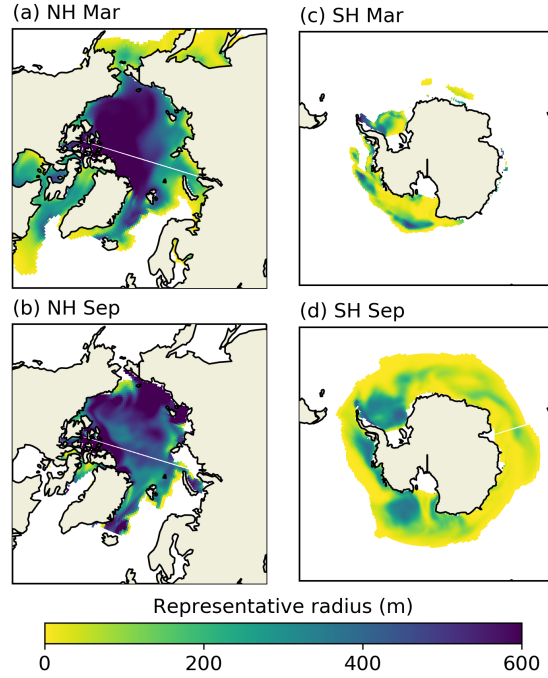 (a) NH Mar
(c) SH Mar
(b) NH Sep
(d) SH Sep
Representative radius (m)
0 200 400 600